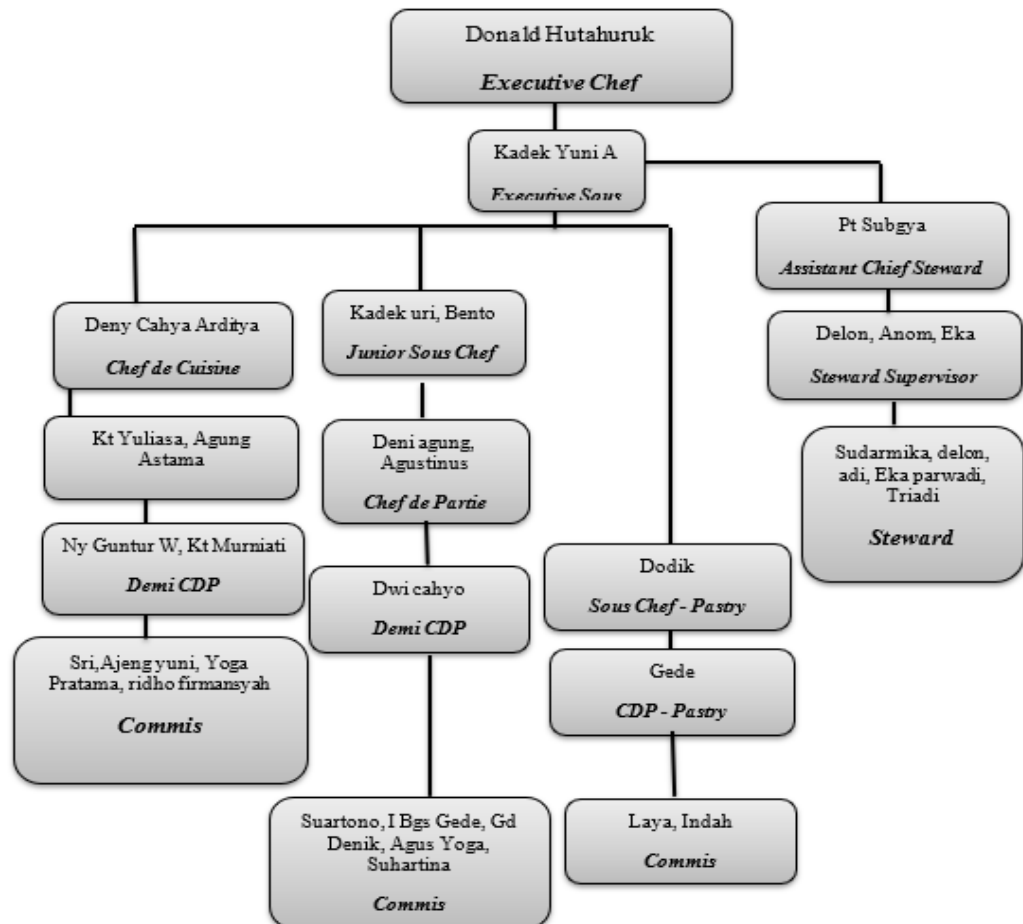 Donald Hutahuruk
Executive Chef
Kadek Yuni A
Executive Sous
Pt Subgya
Assistant Chief Steward
Deny Cahya Arditya
Chef de Cuisine
Kadek uri, Bento
Junior Sous Chef
Delon, Anom, Eka
Steward Supervisor
Kt Yuliasa, Agung
Astama
Deni agung,
Agustinus
Chef de Partie
Sudarmika, delon,
adi, Eka parwadi,
Triadi
Steward
Ny Guntur W, Kt Murniati
Demi CDP
Dwi cahyo
Demi CDP
Dodik
Sous Chef - Pastry
Sri,Ajeng yuni, Yoga
Pratama, ridho firmansyah
Commis
Gede
CDP - Pastry
Suartono, I Bgs Gede, Gd
Denik, Agus Yoga,
Suhartina
Commis
Laya, Indah
Commis